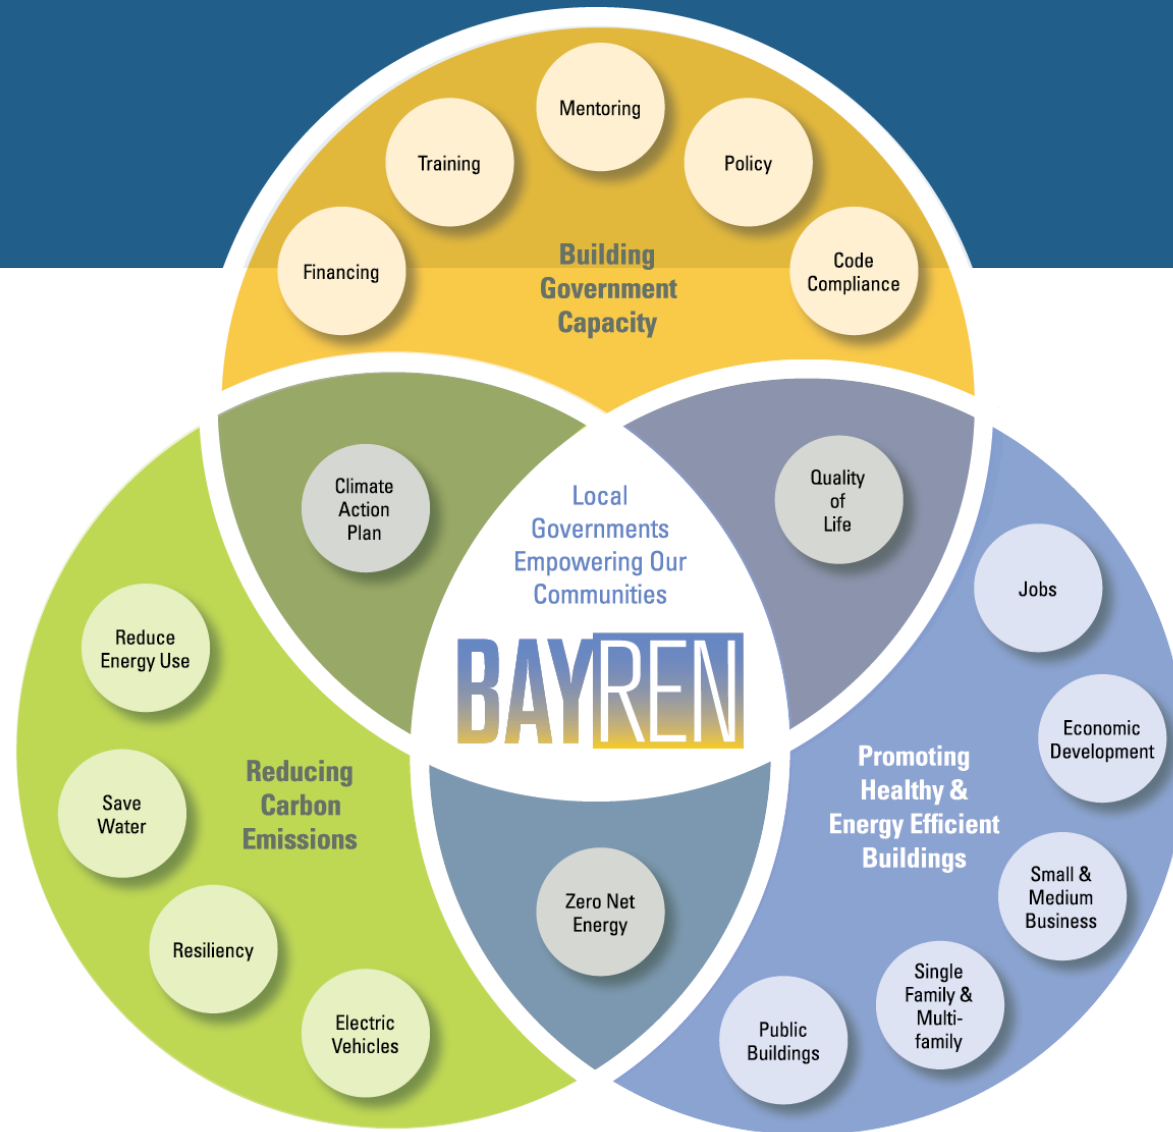 Mentoring
Training
Policy
Financing
Code
Compliance
Building
Government
Capacity
Climate
Action
Plan
Quality
of
Life
Local
Governments
Empowering Our
Communities
BAYREN
Reduce
Energy Use
Save
Water
Resiliency
Electric
Vehicles
Reducing
Carbon
Emissions
Zero Net
Energy
Promoting
Healthy &
Energy Efficient
Buildings
Jobs
Economic
Development
Small &
Medium
Business
Single
Family &
Multi-
family
Public
Buildings